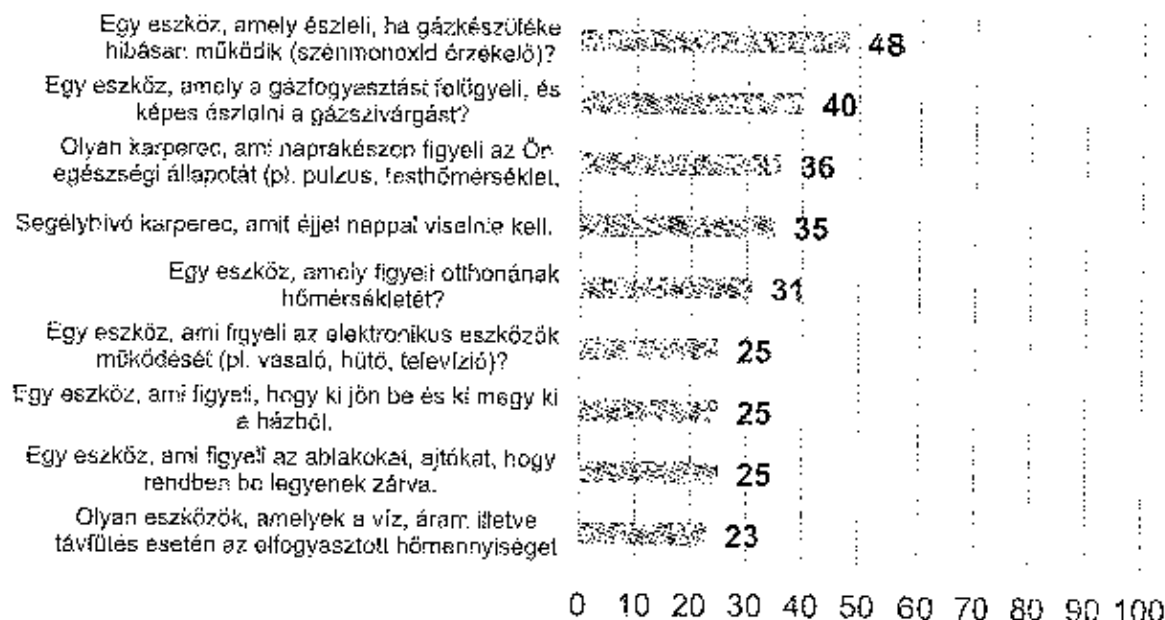 Egy eszköz, amely észleli, ha gázkészüléke
hibásan működik (szénmonoxid érzékelő)?
48
Egy eszköz, amely a gázfogyasztást felügyeli, és
képes észlelni a gázszivárgást?
40
Olyan karperec, ami naprakészen figyeli az Ön
egészségi állapotát (pl. pulzus, testhőmérséklet,
36
Segélyhívó karperec, amit éjjel nappal viselnie kell.
35
Egy eszköz, amely figyeli otthonának
hőmérsékletét?
31
Egy eszköz, ami figyeli az elektronikus eszközök
működését (pl. vasaló, hűtő, televízió)?
25
Egy eszköz, ami figyeli, hogy ki jön be és ki megy ki
a házból.
25
Egy eszköz, ami figyeli az ablakokat, ajtókat, hogy
rendben be legyenek zárva.
25
Olyan eszközök, amelyek a víz, áram illetve
távfűtés esetén az elfogyasztott hőmennyiséget
23
0 10 20 30 40 50 60 70 80 90 100